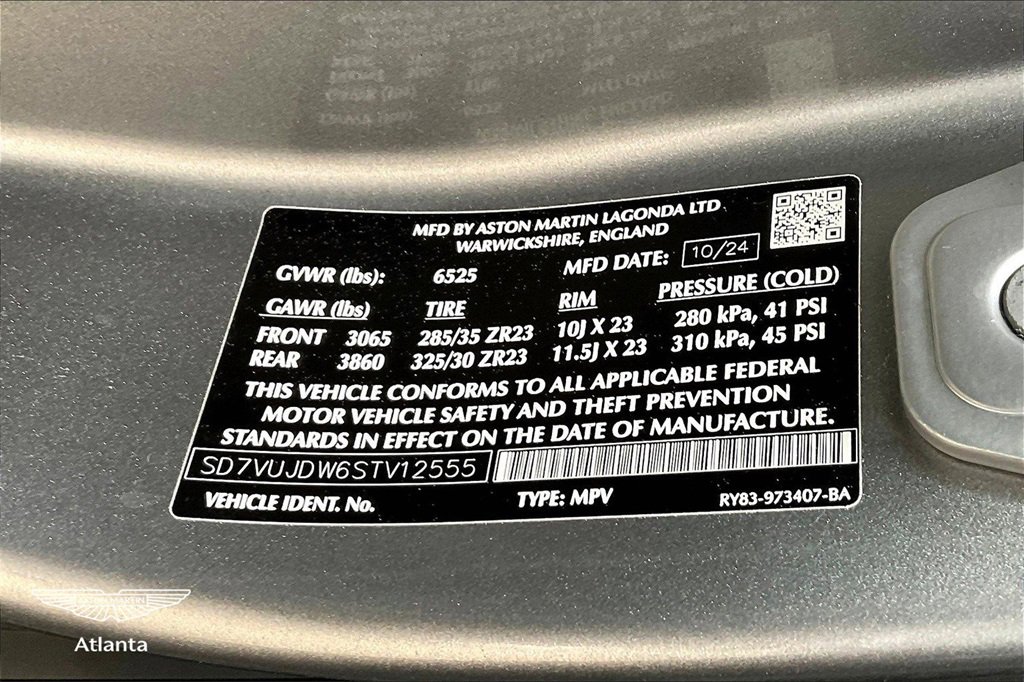 MFD BY ASTON MARTIN LAGONDA LTD
WARWICKSHIRE, ENGLAND
GVWR (lbs): 6525 MFD DATE: 10/24
GAWR (lbs) TIRE RIM PRESSURE (COLD)
FRONT 3065 285/35 ZR23 10J X 23 280 kPa, 41 PSI
REAR 3860 325/30 ZR23 11.5J X 23 310 kPa, 45 PSI
THIS VEHICLE CONFORMS TO ALL APPLICABLE FEDERAL
MOTOR VEHICLE SAFETY AND THEFT PREVENTION
STANDARDS IN EFFECT ON THE DATE OF MANUFACTURE.
SD7VUJDW6STV12555
VEHICLE IDENT. No. TYPE: MPV RY83-973407-BA
Atlanta